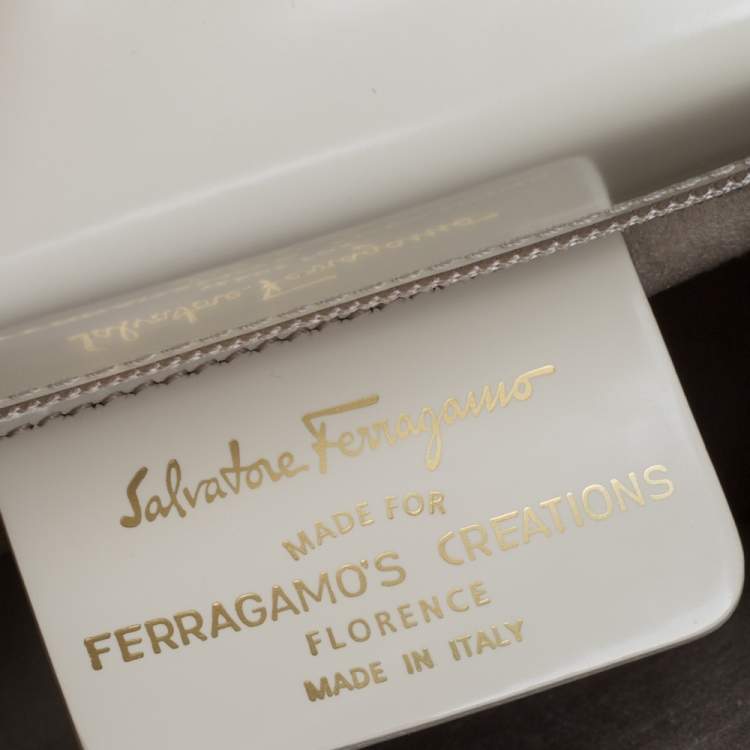 Salvatore Ferragamo
MADE FOR
FERRAGAMO'S CREATIONS
FLORENCE
MADE IN ITALY